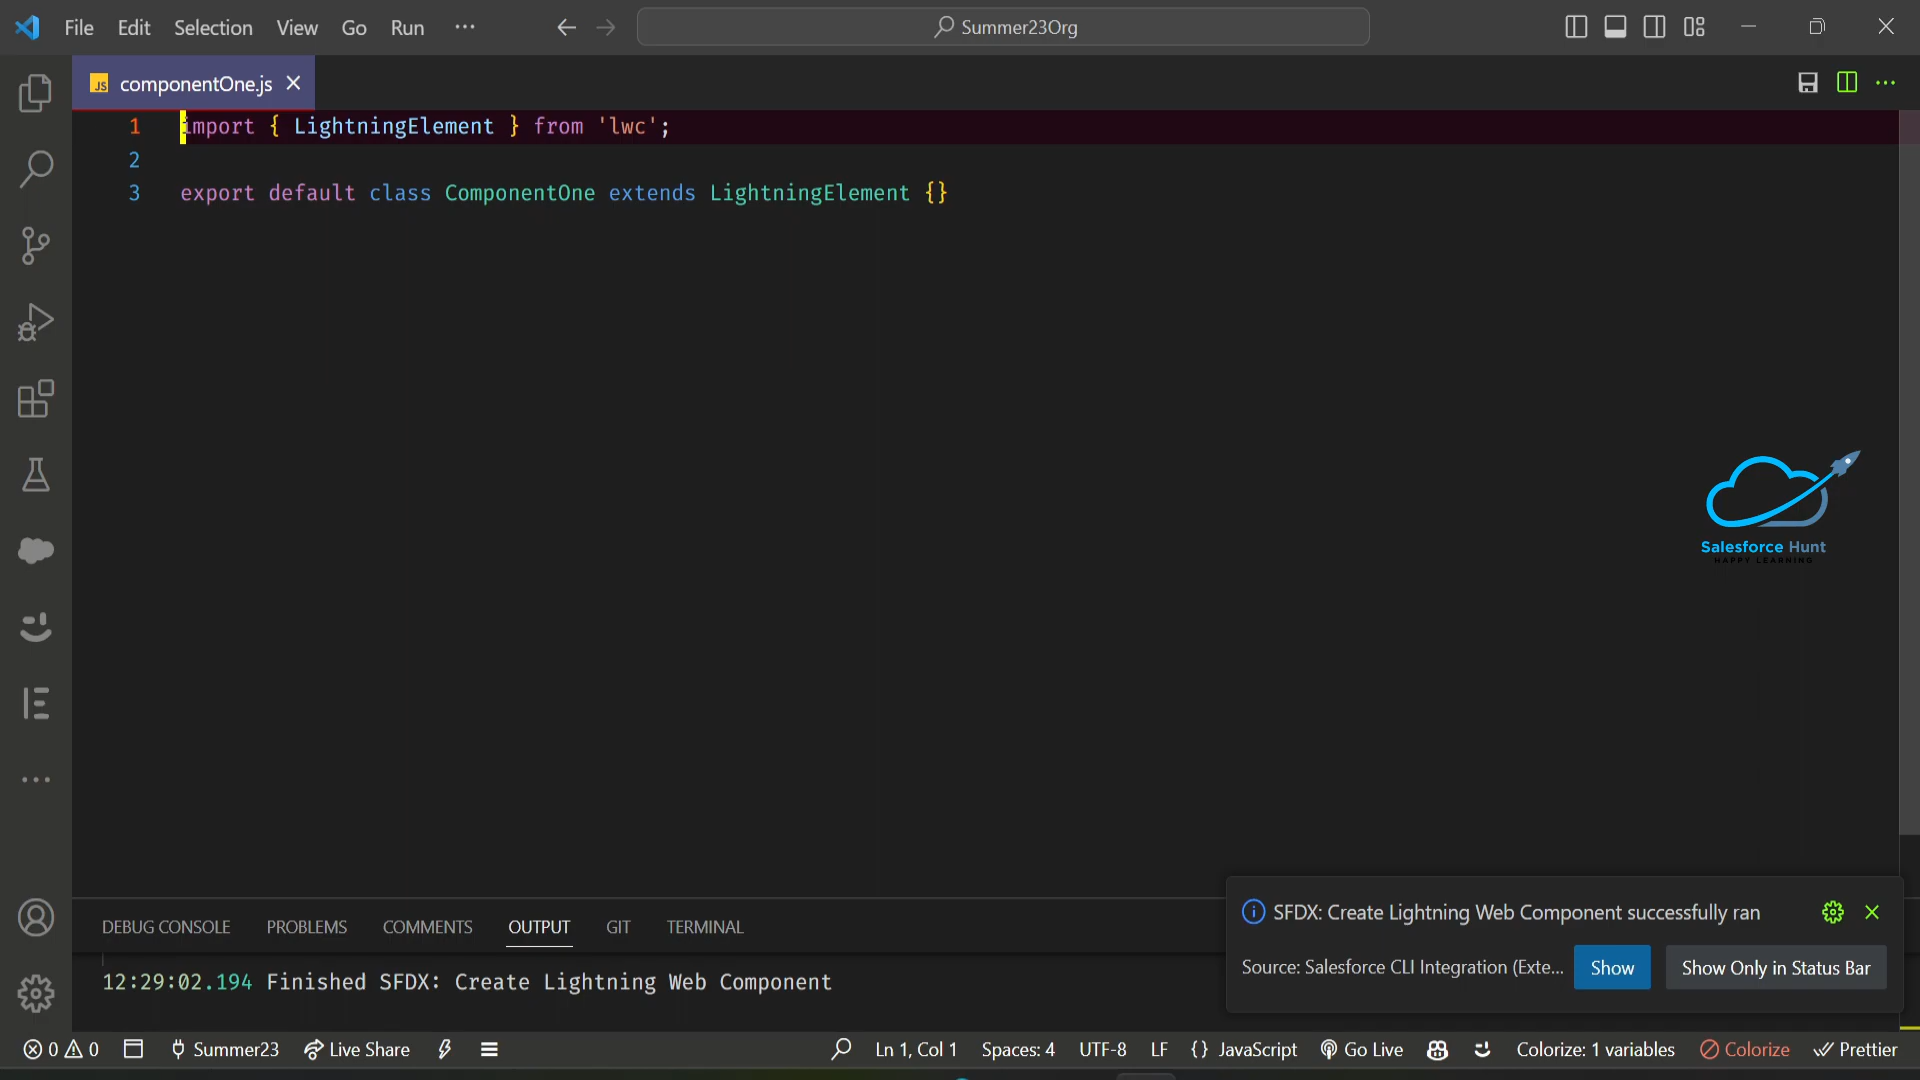 File Edit Selection View Go Run ···
Summer23Org
JS componentOne.js
1 import { LightningElement } from 'lwc';
2
3 export default class ComponentOne extends LightningElement {}
Salesforce Hunt
HAPPY LEARNING
DEBUG CONSOLE PROBLEMS COMMENTS OUTPUT GIT TERMINAL
12:29:02.194 Finished SFDX: Create Lightning Web Component
SFDX: Create Lightning Web Component successfully ran
Source: Salesforce CLI Integration (Exte... Show Show Only in Status Bar
0 0 Summer23 Live Share Ln 1, Col 1 Spaces: 4 UTF-8 LF {} JavaScript Go Live Colorize: 1 variables Colorize Prettier